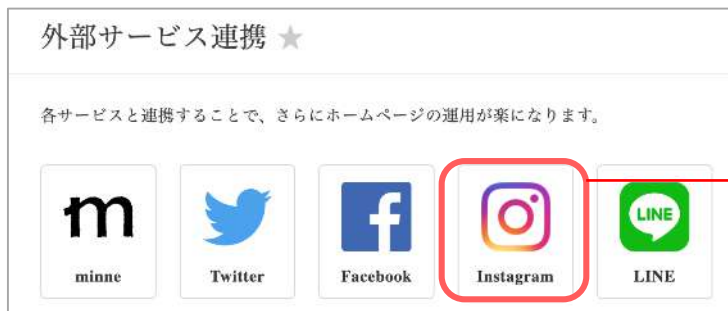 外部サービス連携 ★
各サービスと連携することで、さらにホームページの運用が楽になります。
m
f
LINE
minne
Twitter
Facebook
Instagram
LINE